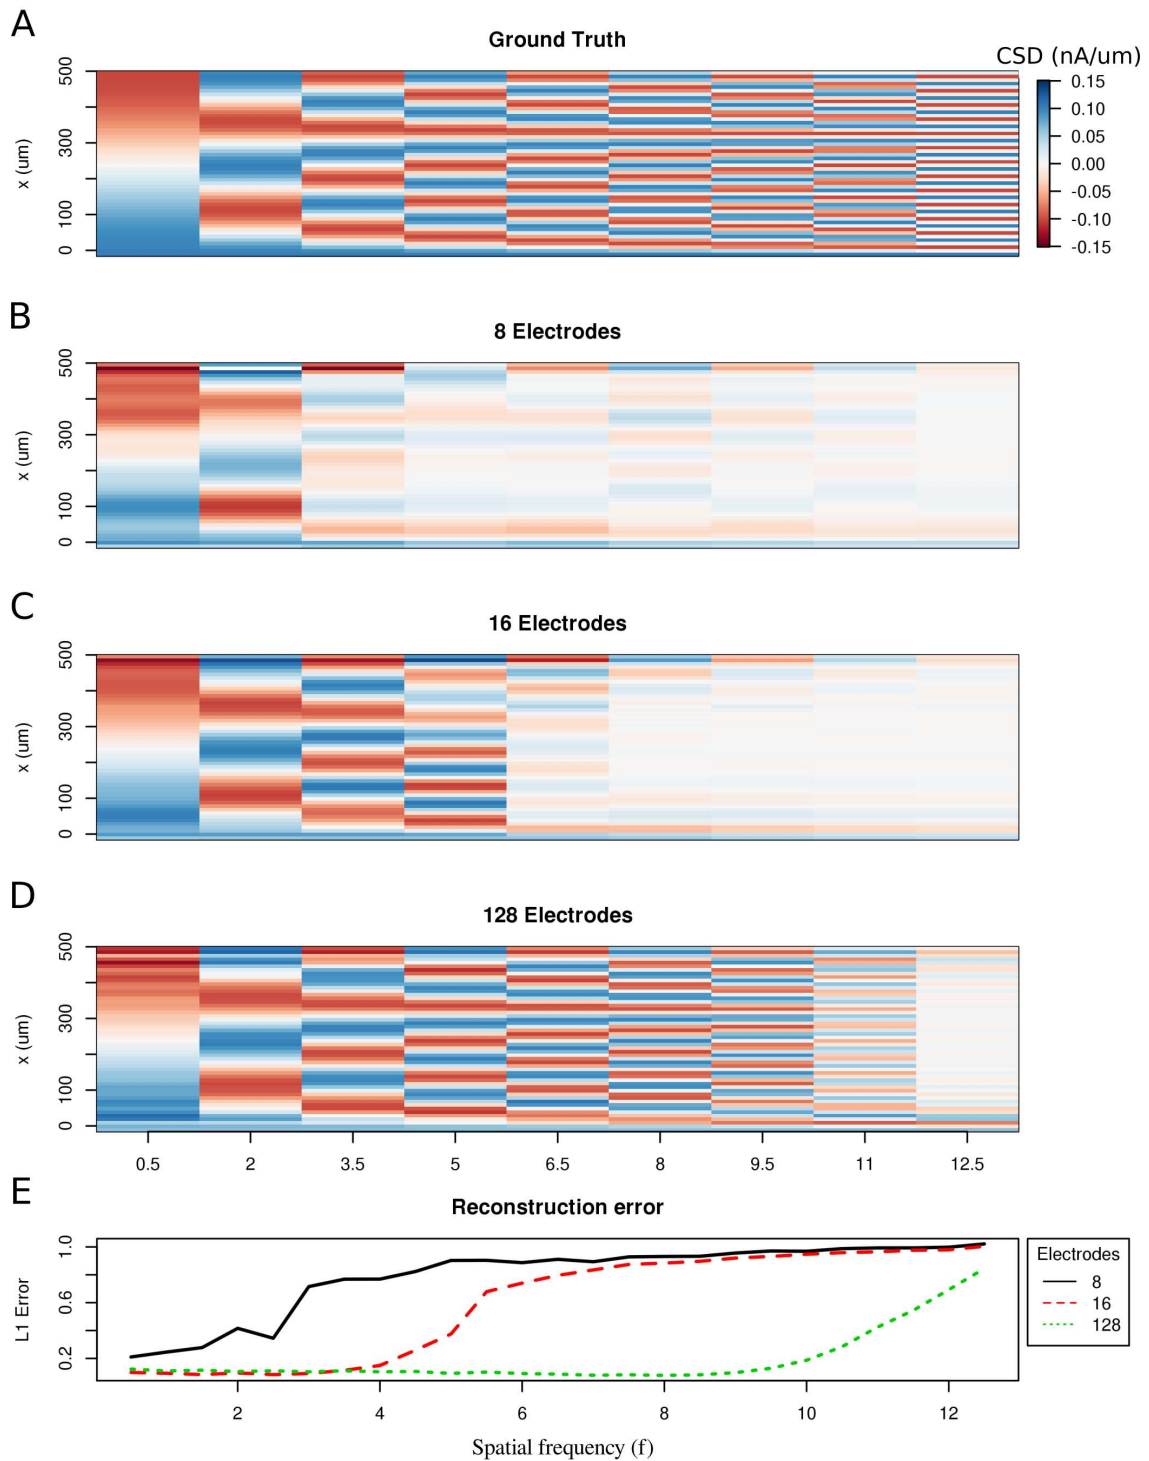 A
Ground Truth
CSD (nA/um)
500
300
100
0
x (um)
0.15
0.10
0.05
0.00
-0.05
-0.10
-0.15
B
8 Electrodes
500
300
100
0
x (um)
C
16 Electrodes
500
300
100
0
x (um)
D
128 Electrodes
500
300
100
0
x (um)
0.5 2 3.5 5 6.5 8 9.5 11 12.5
E
Reconstruction error
1.0
0.6
0.2
L1 Error
Electrodes
8
16
128
2 4 6 8 10 12
Spatial frequency (f)